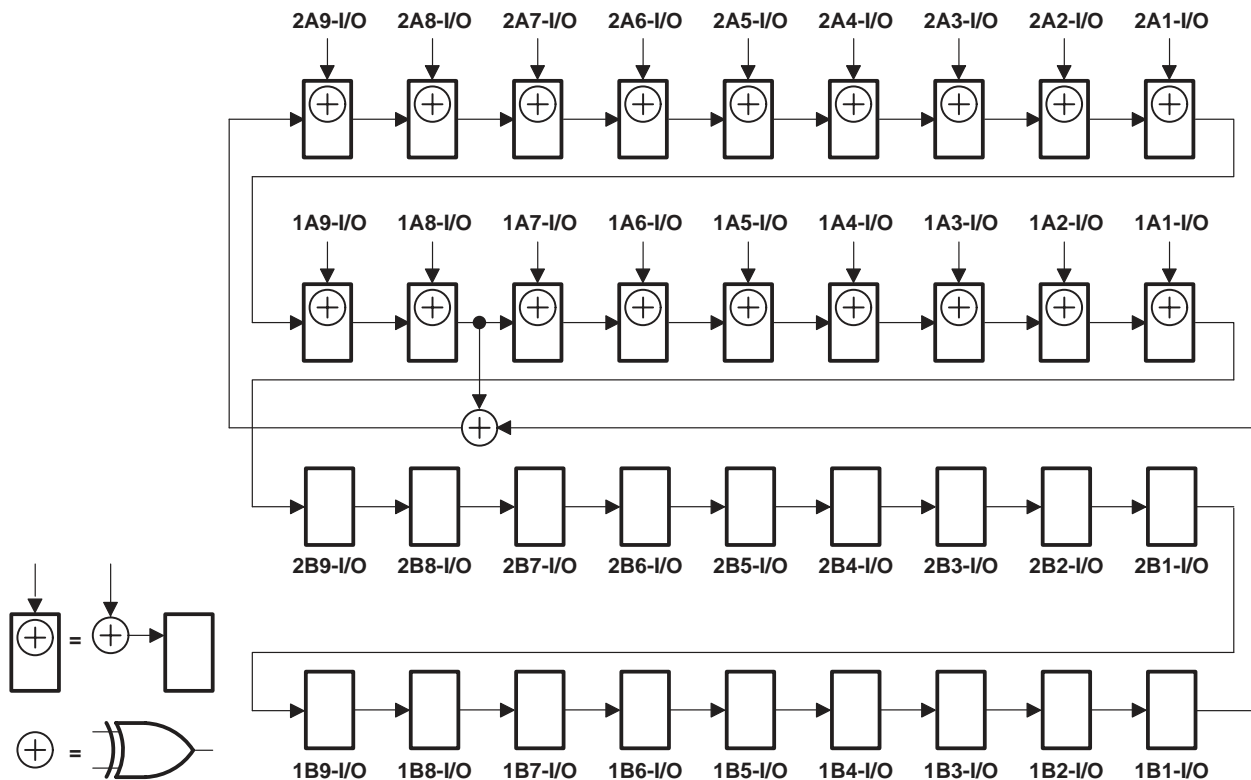 2A9-I/O 2A8-I/O 2A7-I/O 2A6-I/O 2A5-I/O 2A4-I/O 2A3-I/O 2A2-I/O 2A1-I/O
1A9-I/O 1A8-I/O 1A7-I/O 1A6-I/O 1A5-I/O 1A4-I/O 1A3-I/O 1A2-I/O 1A1-I/O
2B9-I/O 2B8-I/O 2B7-I/O 2B6-I/O 2B5-I/O 2B4-I/O 2B3-I/O 2B2-I/O 2B1-I/O
=
=
1B9-I/O 1B8-I/O 1B7-I/O 1B6-I/O 1B5-I/O 1B4-I/O 1B3-I/O 1B2-I/O 1B1-I/O